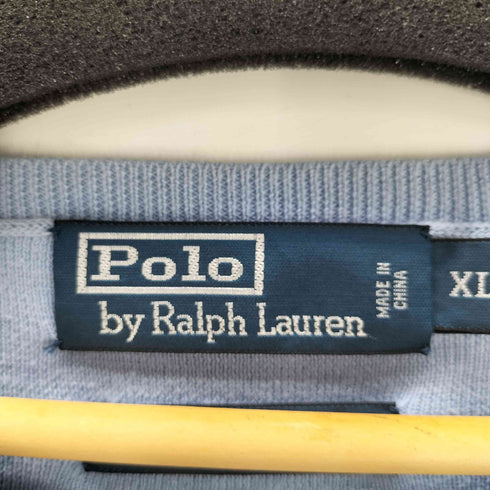 Polo
by Ralph Lauren
MADE IN
CHINA
XL